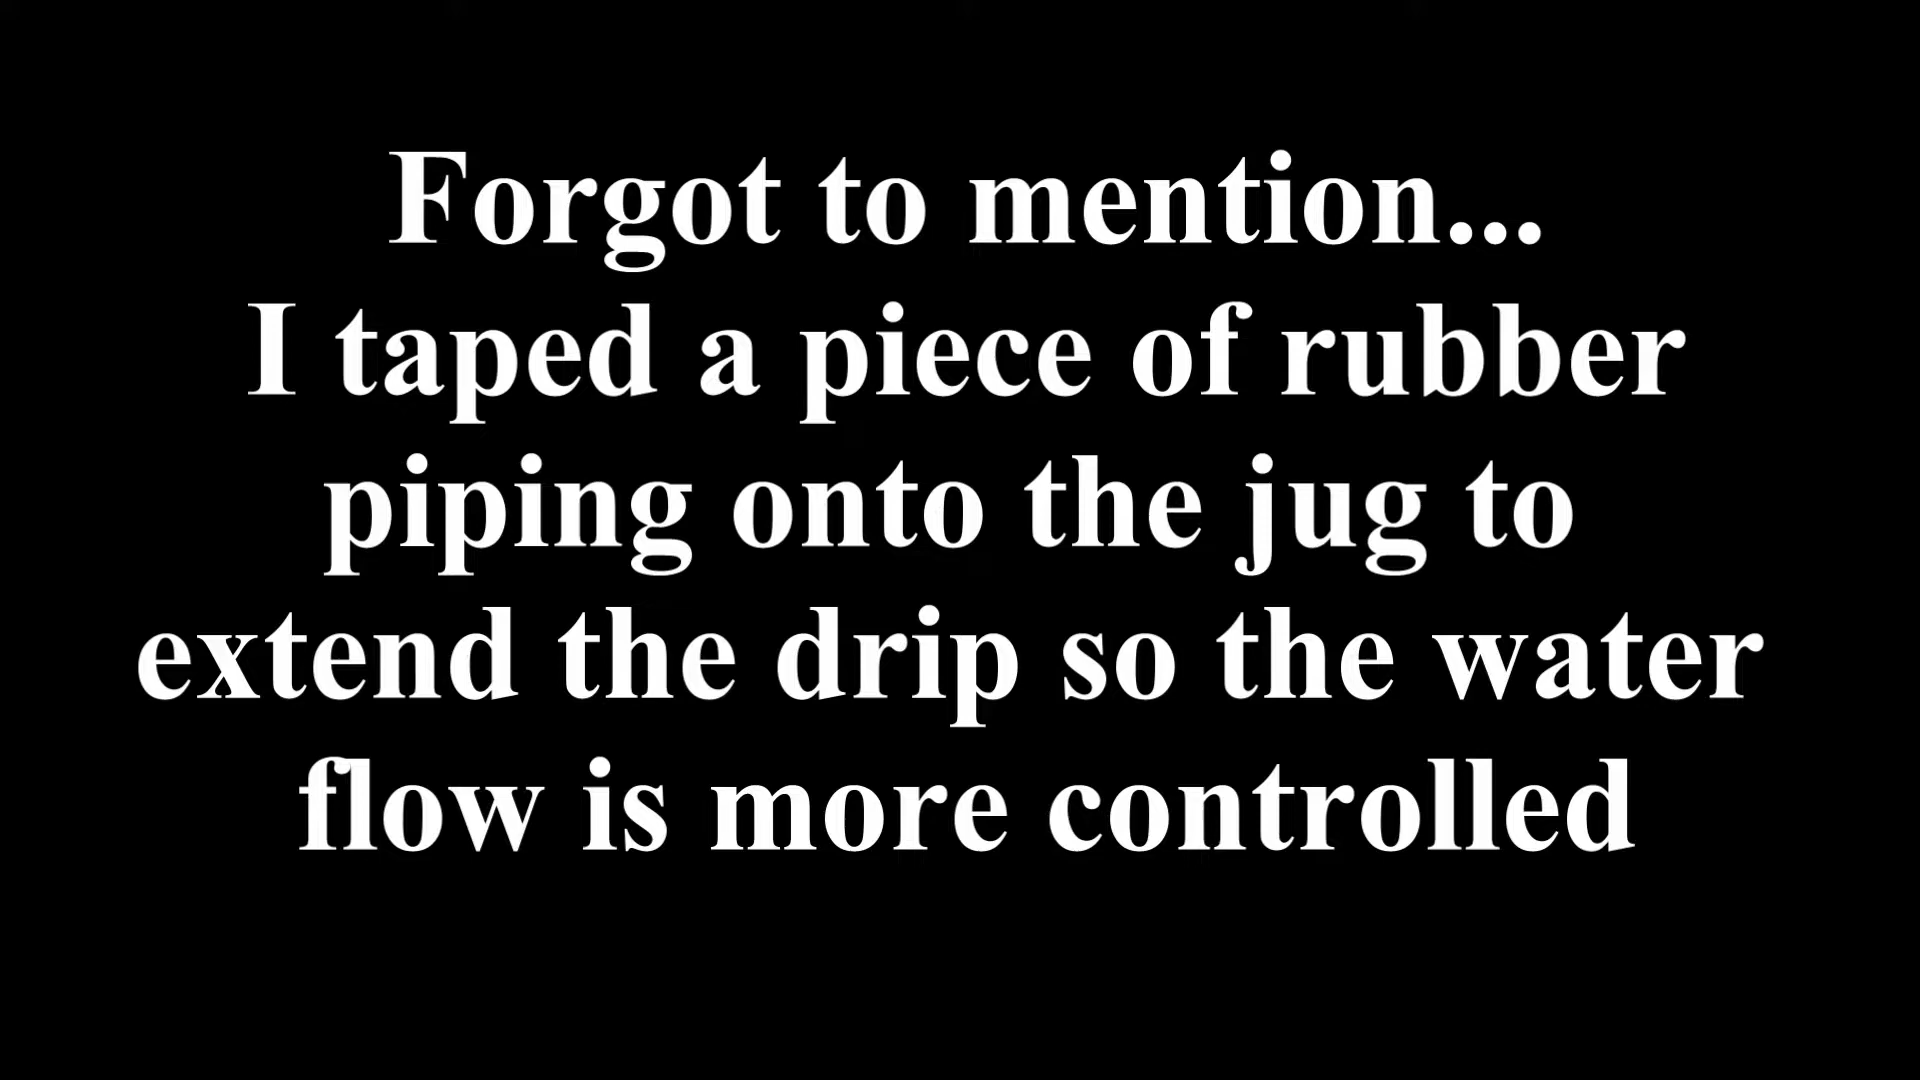 Forgot to mention...
I taped a piece of rubber
piping onto the jug to
extend the drip so the water
flow is more controlled